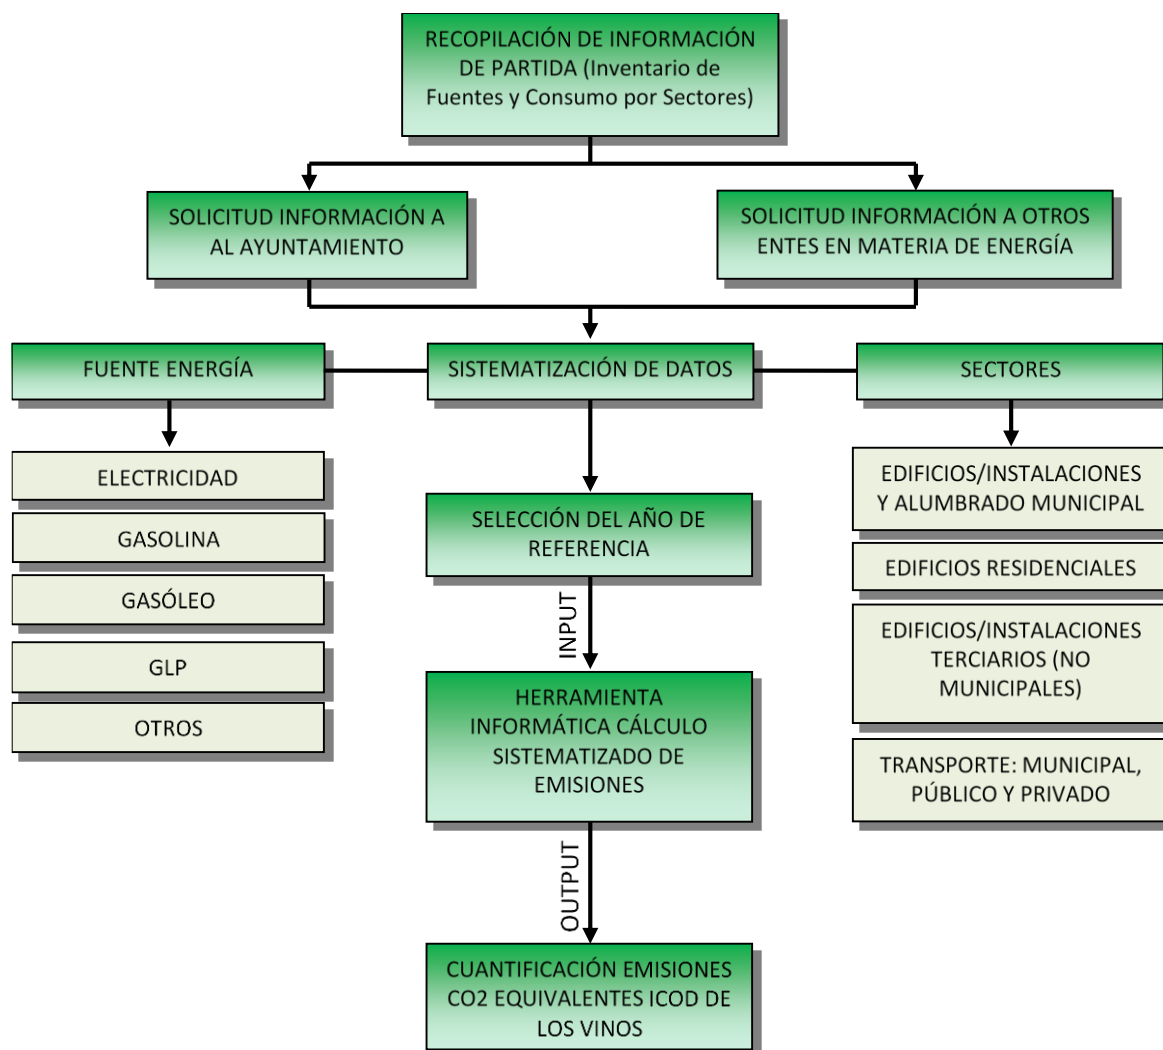 RECOPILACIÓN DE INFORMACIÓN
DE PARTIDA (Inventario de
Fuentes y Consumo por Sectores)
SOLICITUD INFORMACIÓN A
AL AYUNTAMIENTO
SOLICITUD INFORMACIÓN A OTROS
ENTES EN MATERIA DE ENERGÍA
FUENTE ENERGÍA
SISTEMATIZACIÓN DE DATOS
SECTORES
ELECTRICIDAD
GASOLINA
GASÓLEO
GLP
OTROS
SELECCIÓN DEL AÑO DE
REFERENCIA
INPUT
HERRAMIENTA
INFORMÁTICA CÁLCULO
SISTEMATIZADO DE
EMISIONES
OUTPUT
CUANTIFICACIÓN EMISIONES
CO2 EQUIVALENTES ICOD DE
LOS VINOS
EDIFICIOS/INSTALACIONES
Y ALUMBRADO MUNICIPAL
EDIFICIOS RESIDENCIALES
EDIFICIOS/INSTALACIONES
TERCIARIOS (NO
MUNICIPALES)
TRANSPORTE: MUNICIPAL,
PÚBLICO Y PRIVADO